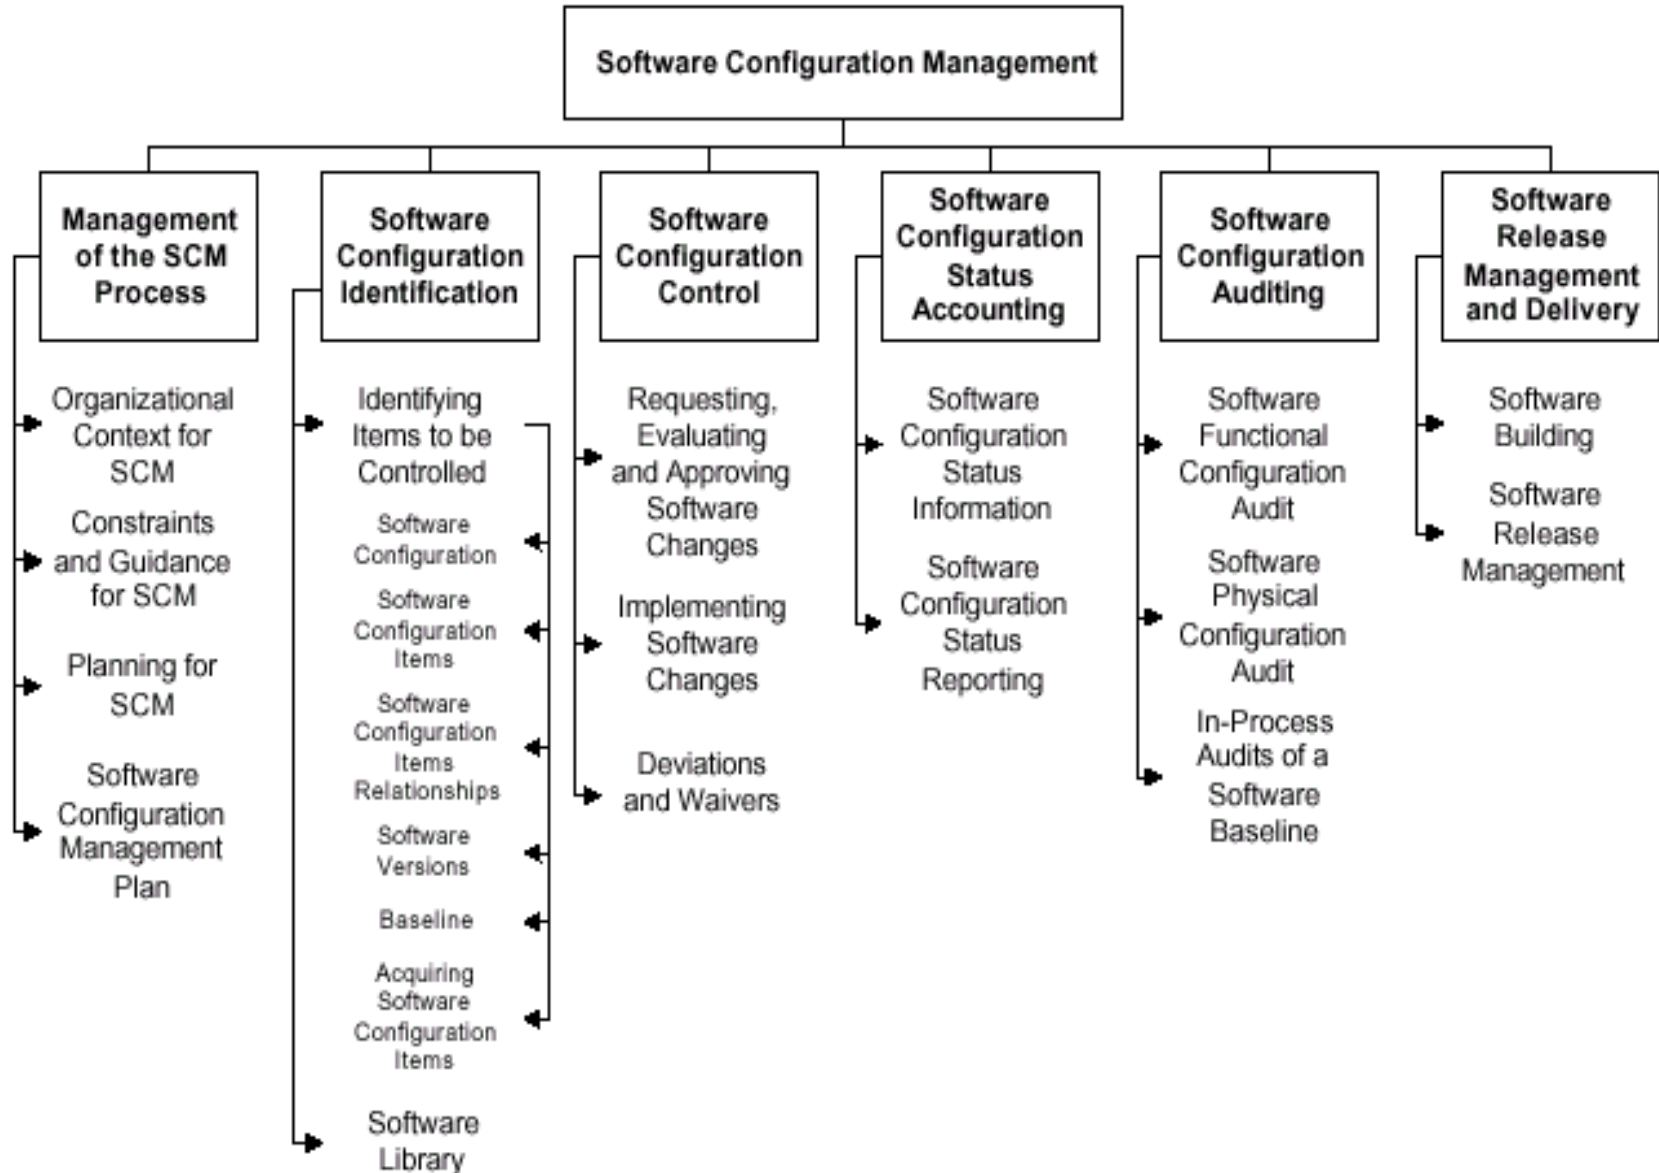 Software Configuration Management
Management
of the SCM
Process
Organizational
Context for
SCM
Constraints
and Guidance
for SCM
Planning for
SCM
Software
Configuration
Management
Plan
Software
Configuration
Identification
Identifying
Items to be
Controlled
Software
Configuration
Software
Configuration
Items
Software
Configuration
Items
Relationships
Software
Versions
Baseline
Acquiring
Software
Configuration
Items
Software
Library
Software
Configuration
Control
Requesting,
Evaluating
and Approving
Software
Changes
Implementing
Software
Changes
Deviations
and Waivers
Software
Configuration
Status
Accounting
Software
Configuration
Status
Information
Software
Configuration
Status
Reporting
Software
Configuration
Auditing
Software
Functional
Configuration
Audit
Software
Physical
Configuration
Audit
In-Process
Audits of a
Software
Baseline
Software
Release
Management
and Delivery
Software
Building
Software
Release
Management